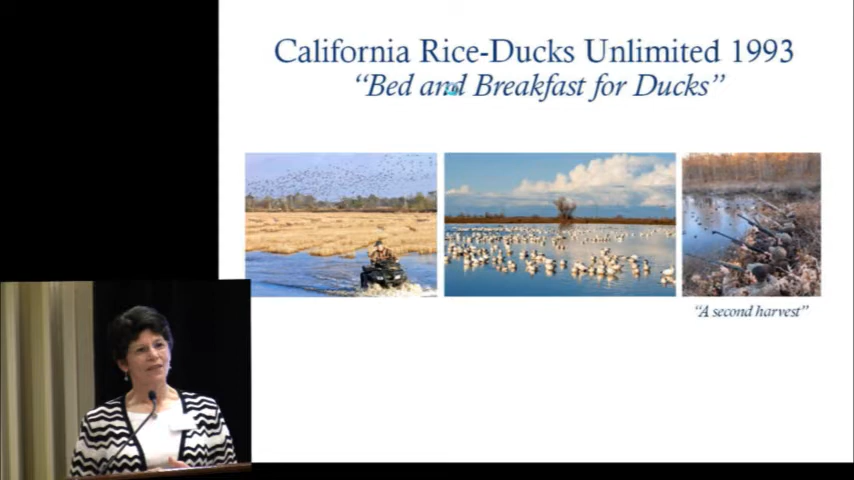 California Rice-Ducks Unlimited 1993
“Bed and Breakfast for Ducks”
“A second harvest”